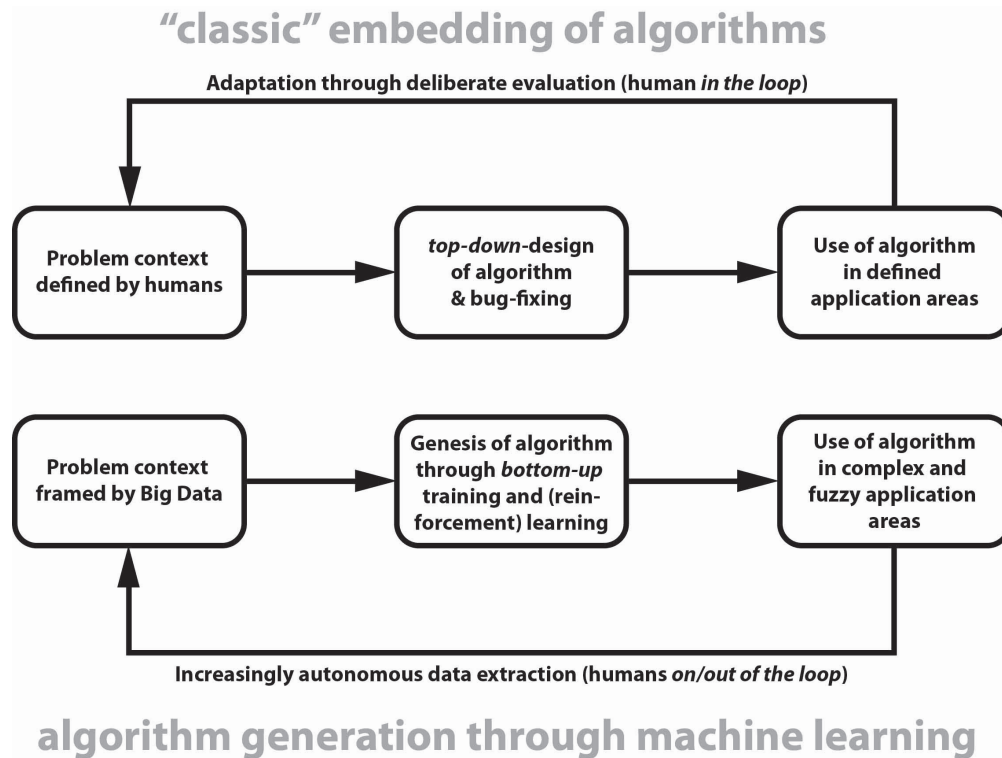 “classic” embedding of algorithms
Adaptation through deliberate evaluation (human in the loop)
Problem context
defined by humans
top-down-design
of algorithm
& bug-fixing
Use of algorithm
in defined
application areas
Problem context
framed by Big Data
Genesis of algorithm
through bottom-up
training and (rein-
forcement) learning
Use of algorithm
in complex and
fuzzy application
areas
Increasingly autonomous data extraction (humans on/out of the loop)
algorithm generation through machine learning